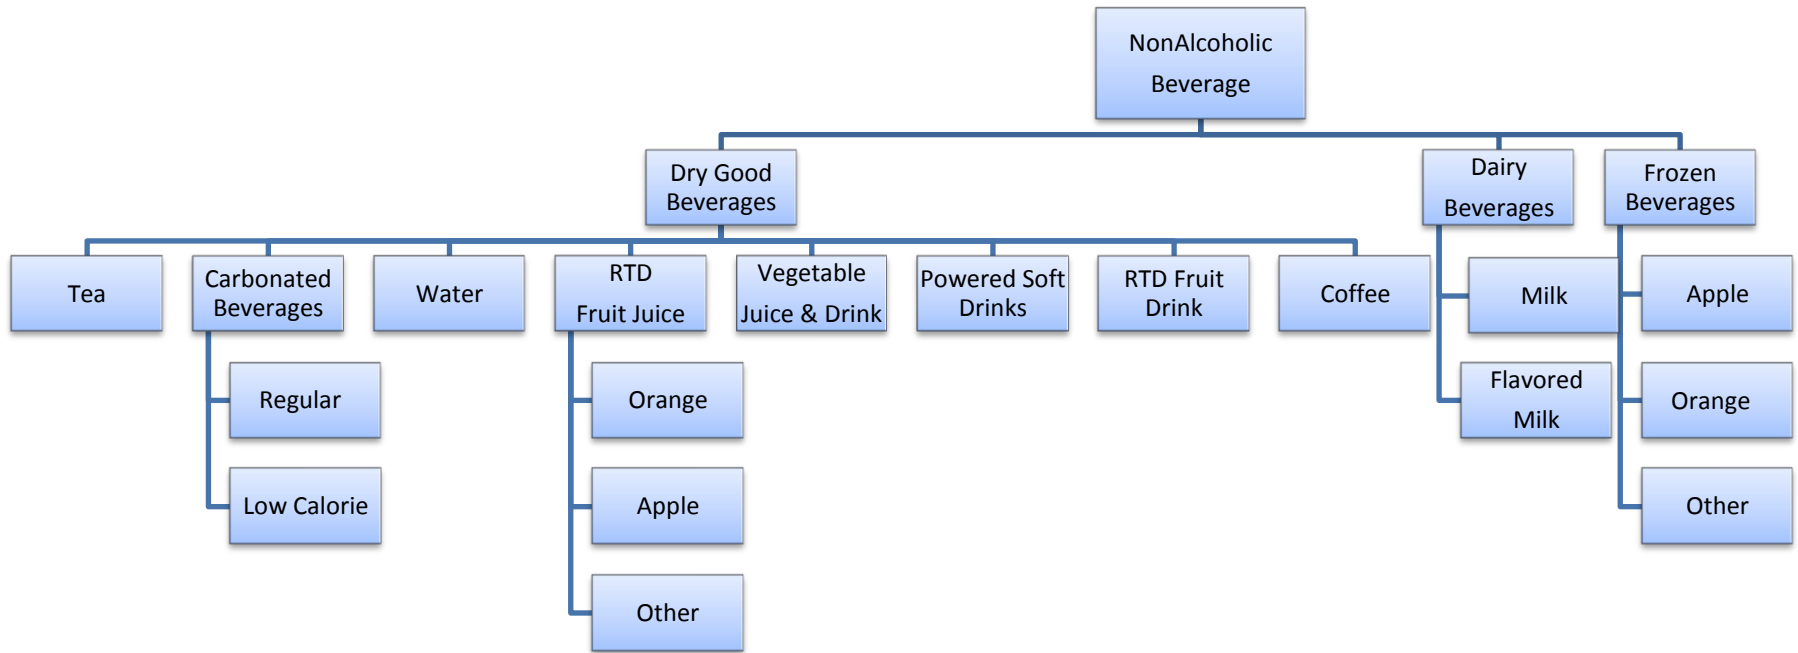 NonAlcoholic
Beverage
Dry Good
Beverages
Dairy
Beverages
Frozen
Beverages
Tea
Carbonated
Beverages
Water
RTD
Fruit Juice
Vegetable
Juice & Drink
Powered Soft
Drinks
RTD Fruit
Drink
Coffee
Milk
Apple
Regular
Orange
Flavored
Milk
Orange
Low Calorie
Apple
Other
Other